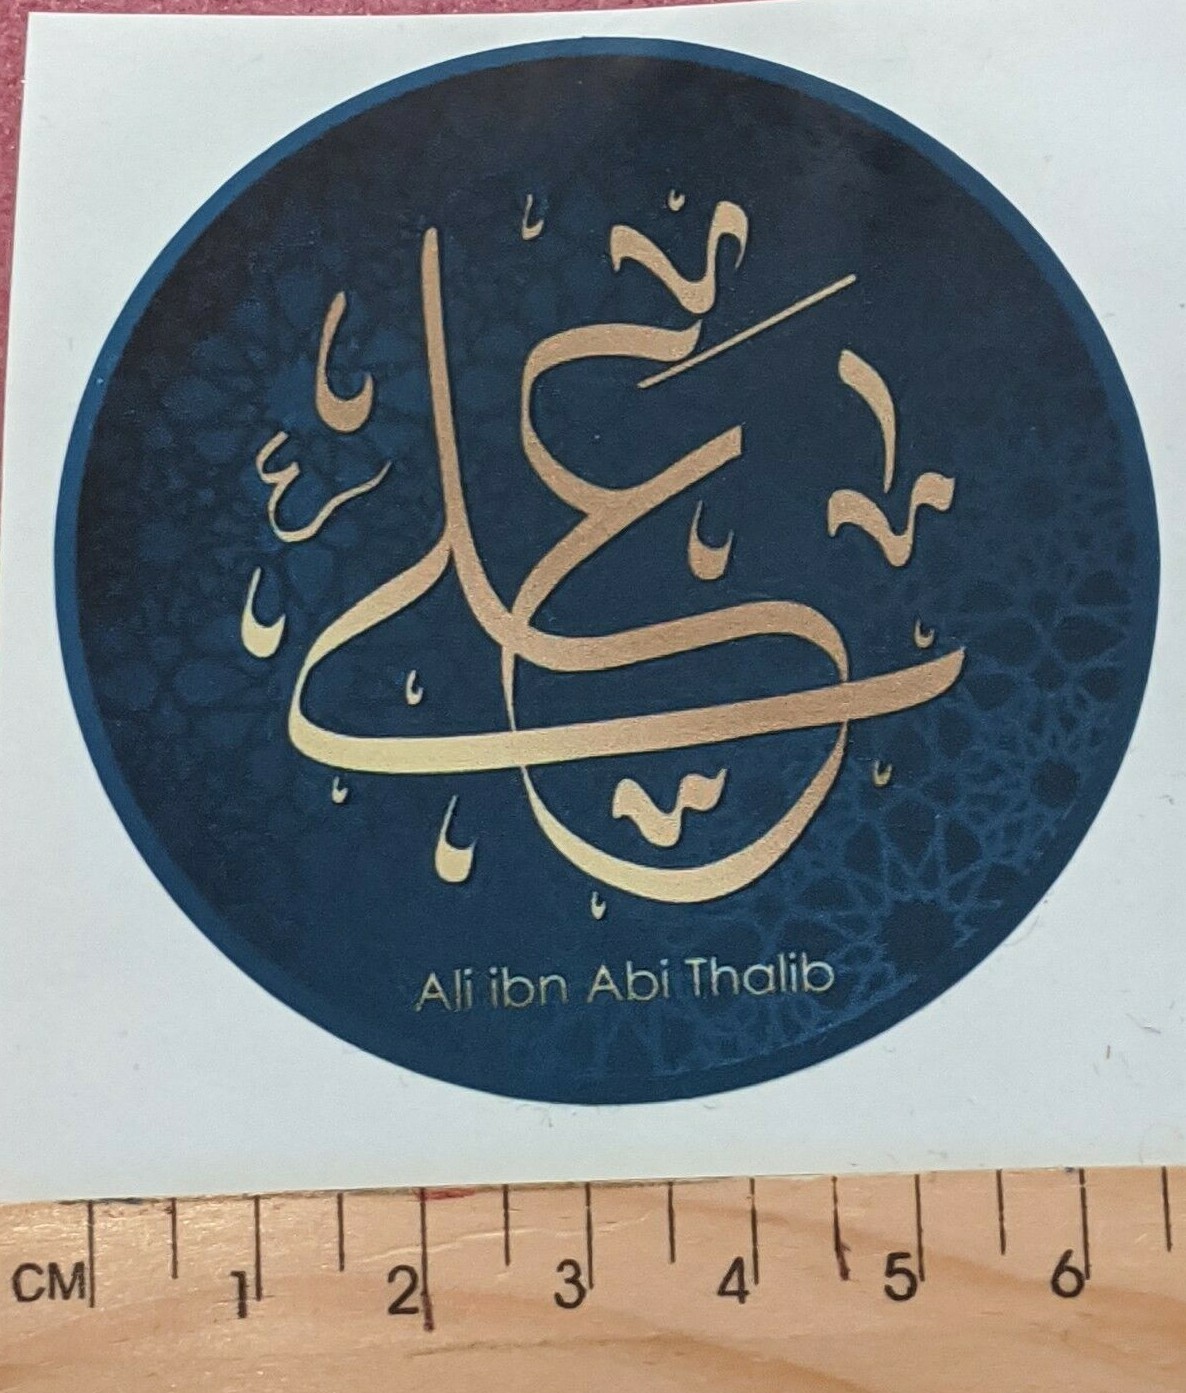 علي
Ali ibn Abi Thalib
CM 1 2 3 4 5 6